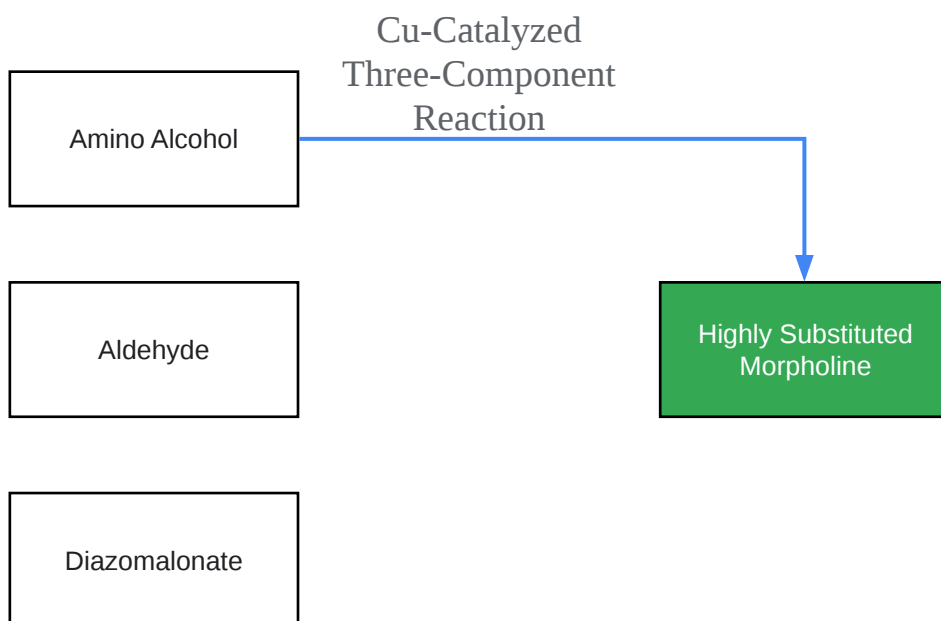 Cu-Catalyzed
Three-Component
Reaction
Amino Alcohol
Aldehyde
Highly Substituted
Morpholine
Diazomalonate